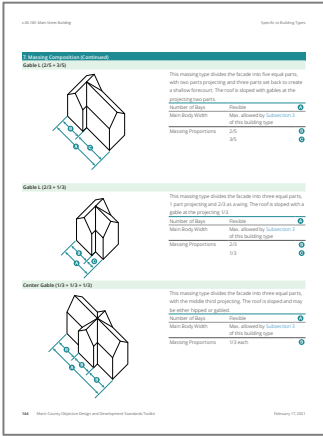 c.05.160: Main Street Building
Specific to Building Types
7. Massing Composition (Continued)
Gable L (2/5 + 3/5)
This massing type divides the facade into five equal parts,
with two parts projecting and three parts set back to create
a shallow forecourt. The roof is sloped with gables at the
projecting two parts.
Number of Bays Flexible A
Main Body Width Max. allowed by Subsection 3
of this building type
Massing Proportions 2/5 B
3/5 C
B
C
A
Gable L (2/3 + 1/3)
This massing type divides the facade into three equal parts,
1 part projecting and 2/3 as a wing. The roof is sloped with a
gable at the projecting 1/3.
Number of Bays Flexible A
Main Body Width Max. allowed by Subsection 3
of this building type
Massing Proportions 2/3 B
1/3 C
B
C
A
Center Gable (1/3 + 1/3 + 1/3)
This massing type divides the facade into three equal parts,
with the middle third projecting. The roof is sloped and may
be either hipped or gabled.
Number of Bays Flexible A
Main Body Width Max. allowed by Subsection 3
of this building type
Massing Proportions 1/3 each B
B
B
B
A
144 Marin County Objective Design and Development Standards Toolkit
February 17, 2021